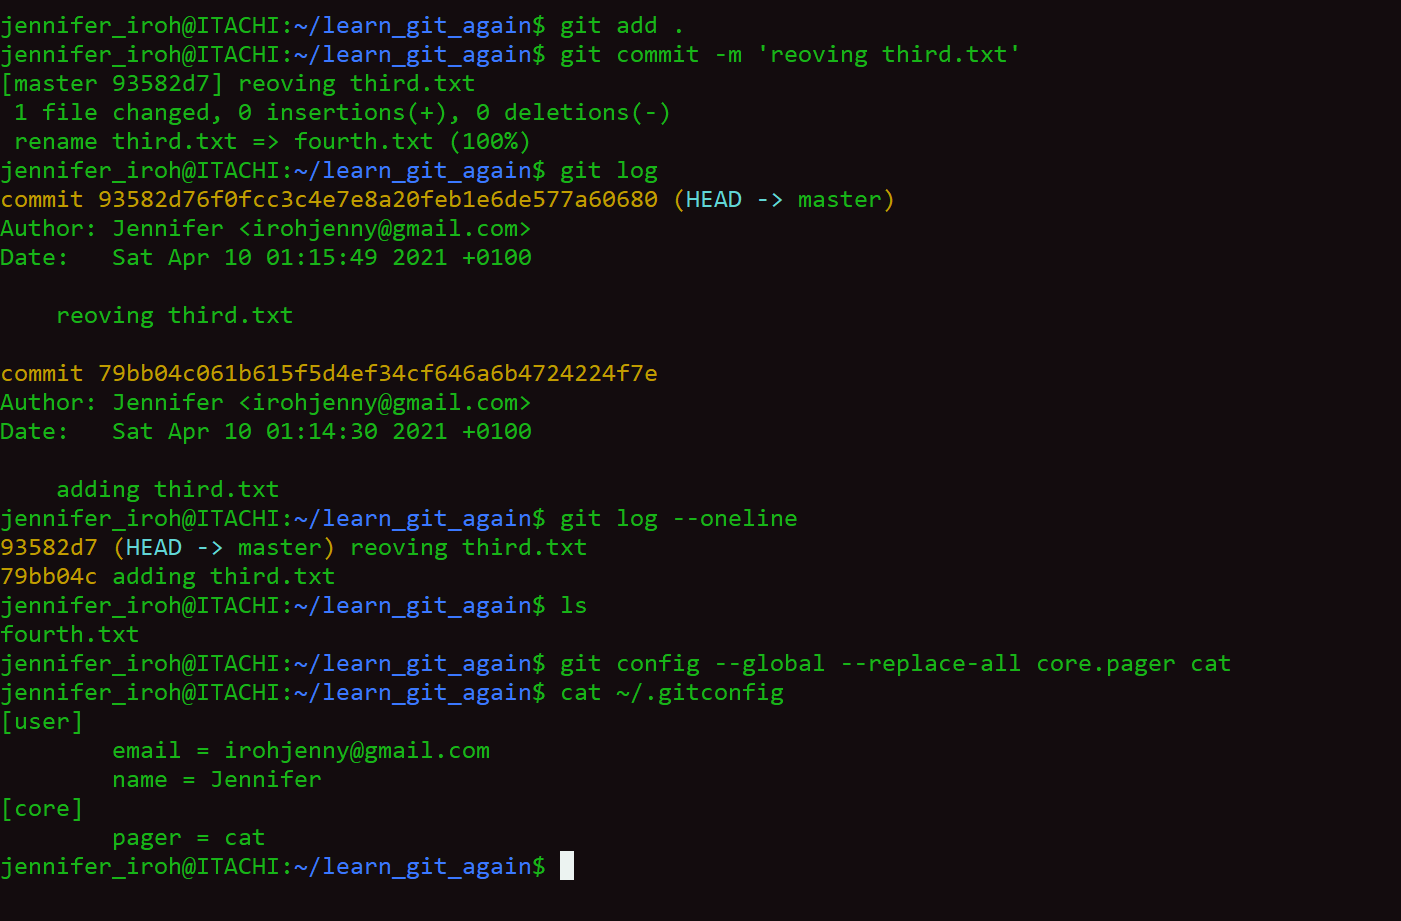 jennifer_iroh@ITACHI:~/learn_git_again$ git add .
jennifer_iroh@ITACHI:~/learn_git_again$ git commit -m 'reoving third.txt'
[master 93582d7] reoving third.txt
 1 file changed, 0 insertions(+), 0 deletions(-)
 rename third.txt => fourth.txt (100%)
jennifer_iroh@ITACHI:~/learn_git_again$ git log
commit 93582d76f0fcc3c4e7e8a20feb1e6de577a60680 (HEAD -> master)
Author: Jennifer <irohjenny@gmail.com>
Date:   Sat Apr 10 01:15:49 2021 +0100

    reoving third.txt

commit 79bb04c061b615f5d4ef34cf646a6b4724224f7e
Author: Jennifer <irohjenny@gmail.com>
Date:   Sat Apr 10 01:14:30 2021 +0100

    adding third.txt
jennifer_iroh@ITACHI:~/learn_git_again$ git log --oneline
93582d7 (HEAD -> master) reoving third.txt
79bb04c adding third.txt
jennifer_iroh@ITACHI:~/learn_git_again$ ls
fourth.txt
jennifer_iroh@ITACHI:~/learn_git_again$ git config --global --replace-all core.pager cat
jennifer_iroh@ITACHI:~/learn_git_again$ cat ~/.gitconfig
[user]
        email = irohjenny@gmail.com
        name = Jennifer
[core]
        pager = cat
jennifer_iroh@ITACHI:~/learn_git_again$